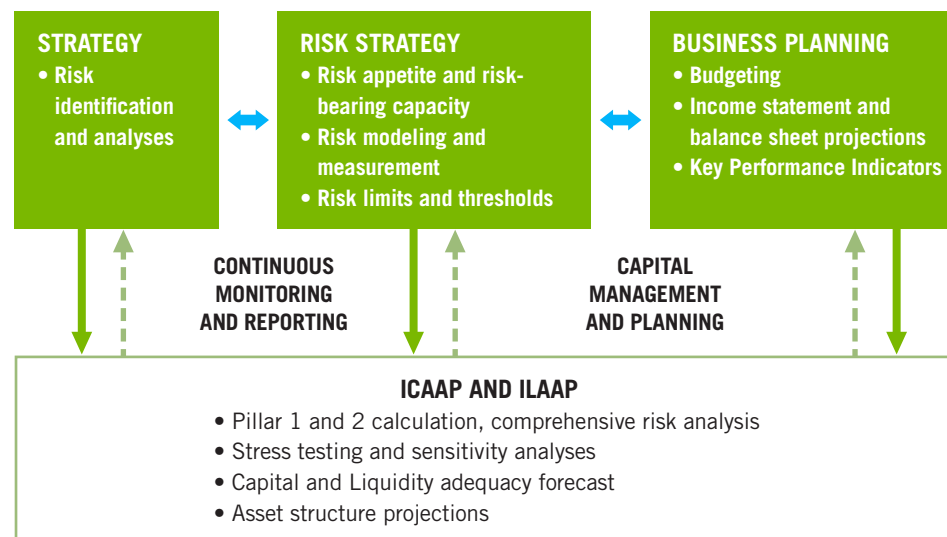 STRATEGY
• Risk
identification
and analyses
RISK STRATEGY
• Risk appetite and risk-
bearing capacity
• Risk modeling and
measurement
• Risk limits and thresholds
BUSINESS PLANNING
• Budgeting
• Income statement and
balance sheet projections
• Key Performance Indicators
CONTINUOUS
MONITORING
AND REPORTING
CAPITAL
MANAGEMENT
AND PLANNING
ICAAP AND ILAAP
• Pillar 1 and 2 calculation, comprehensive risk analysis
• Stress testing and sensitivity analyses
• Capital and Liquidity adequacy forecast
• Asset structure projections